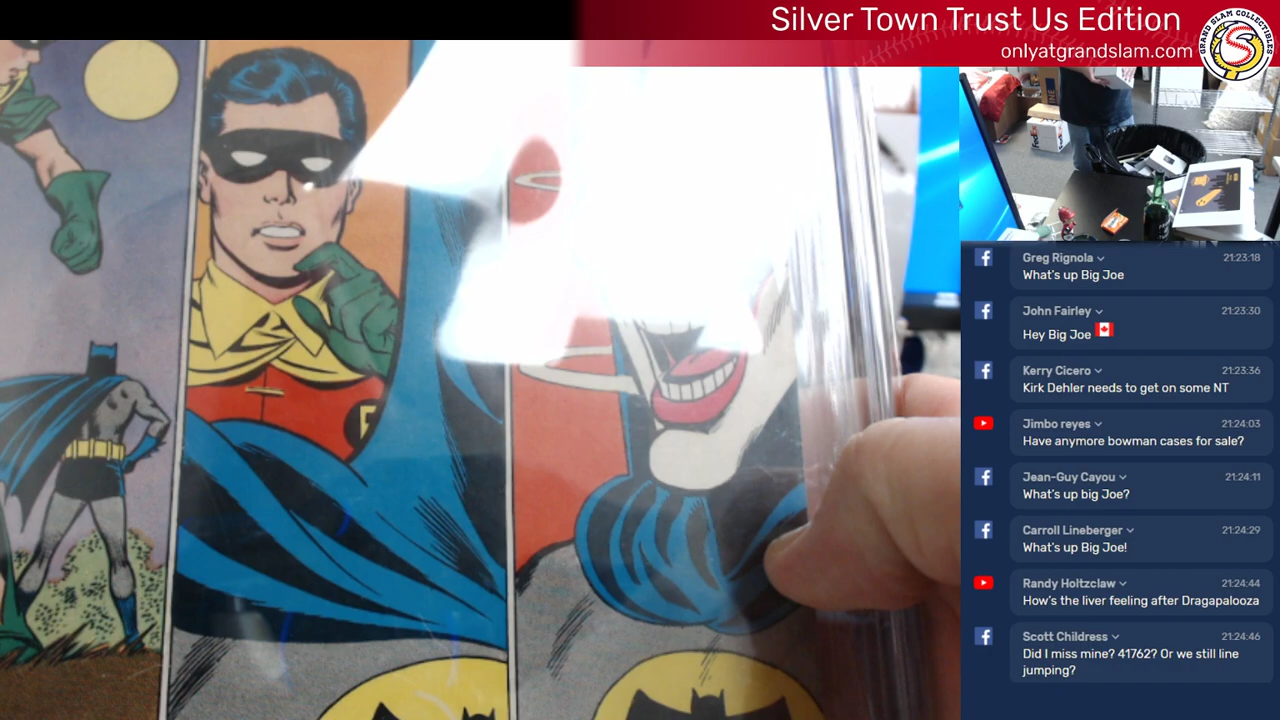 Silver Town Trust Us Edition
onlyatgrandslam.com
GRAND SLAM COLLECTIBLES
Greg Rignola 21:23:18
What's up Big Joe
John Fairley 21:23:30
Hey Big Joe
Kerry Cicero 21:23:36
Kirk Dehler needs to get on some NT
Jimbo reyes 21:24:03
Have anymore bowman cases for sale?
Jean-Guy Cayou 21:24:11
What's up big Joe?
Carroll Lineberger 21:24:29
What's up Big Joe!
Randy Holtzclaw 21:24:44
How's the liver feeling after Dragapalooza
Scott Childress 21:24:46
Did I miss mine? 41762? Or we still line
jumping?